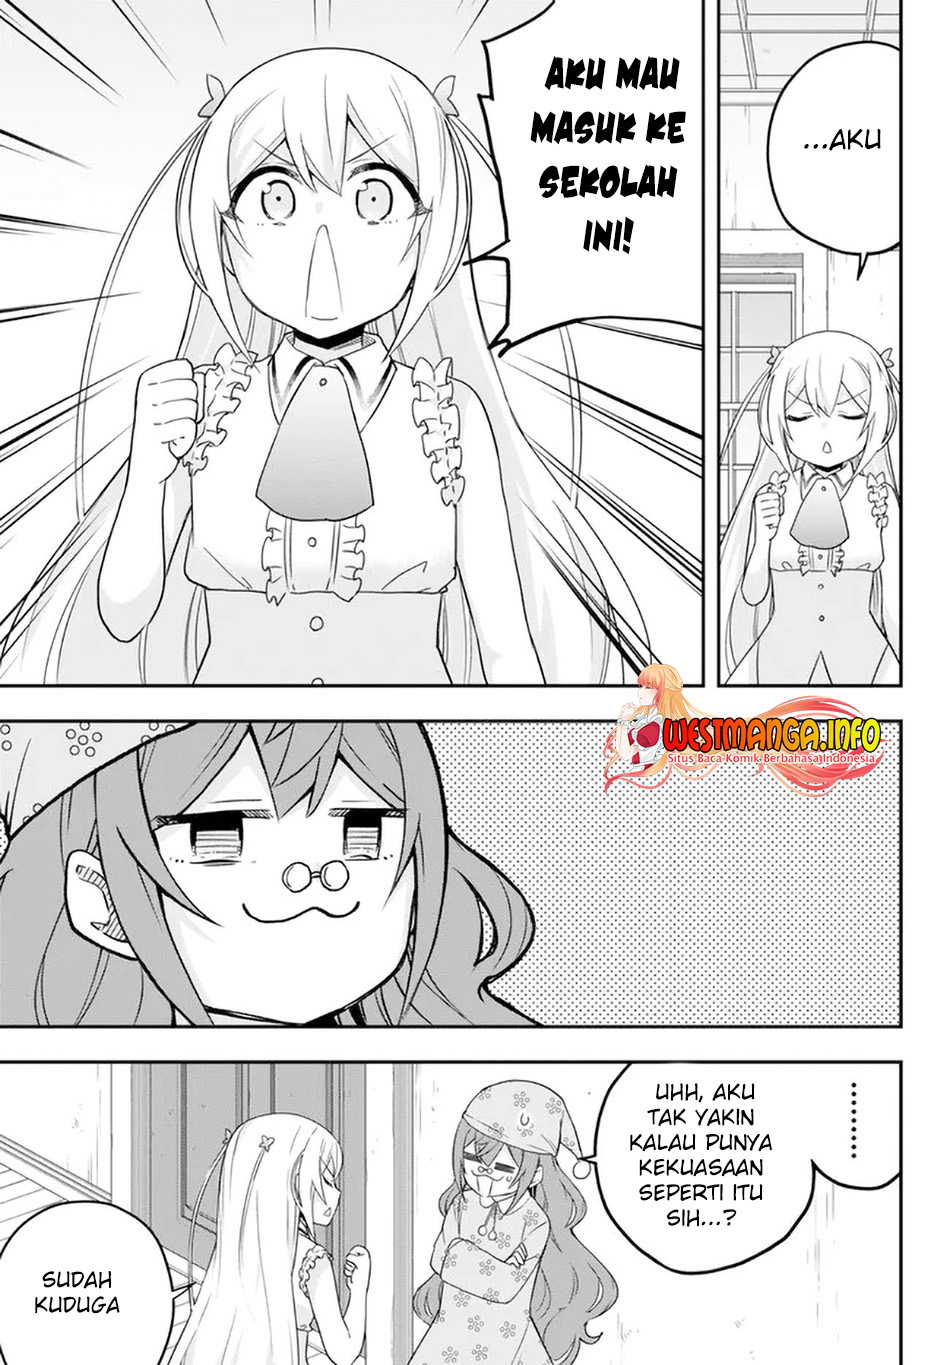 ...AKU
AKU MAU
MASUK KE
SEKOLAH
INI!
WESTMANGA.INFO
Situs Baca Komik Berbahasa Indonesia
UHH, AKU
TAK YAKIN
KALAU PUNYA
KEKUASAAN
SEPERTI ITU
SIH...?
SUDAH
KUDUGA